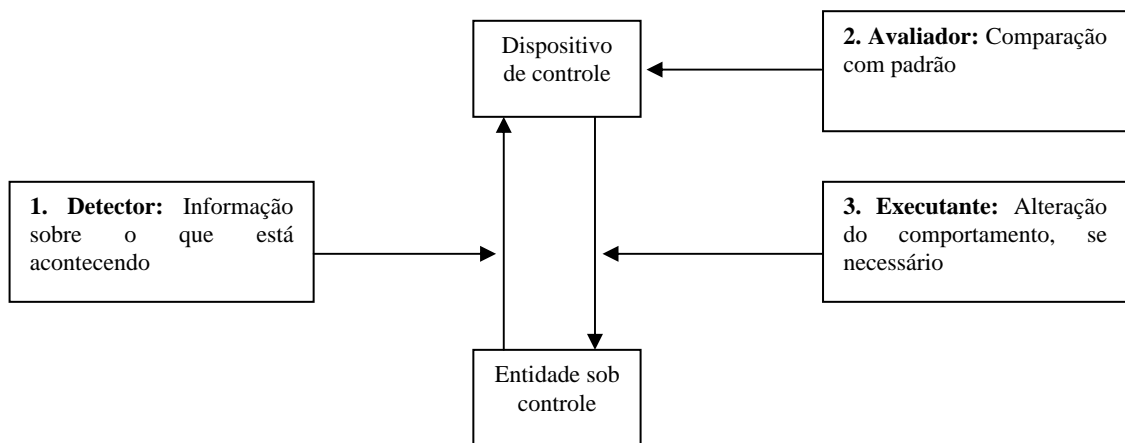 Dispositivo
de controle
2. Avaliador: Comparação
com padrão
1. Detector: Informação
sobre o que está
acontecendo
3. Executante: Alteração
do comportamento, se
necessário
Entidade sob
controle